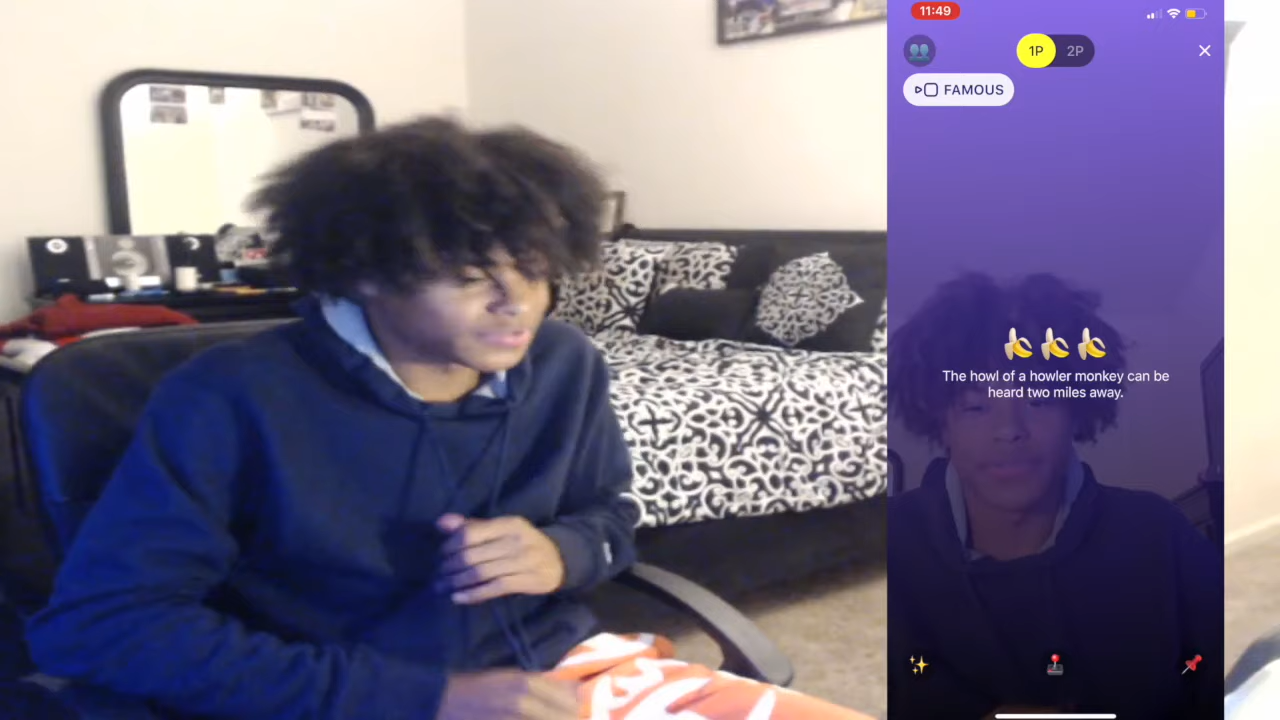 11:49
1P 2P
FAMOUS
The howl of a howler monkey can be
heard two miles away.